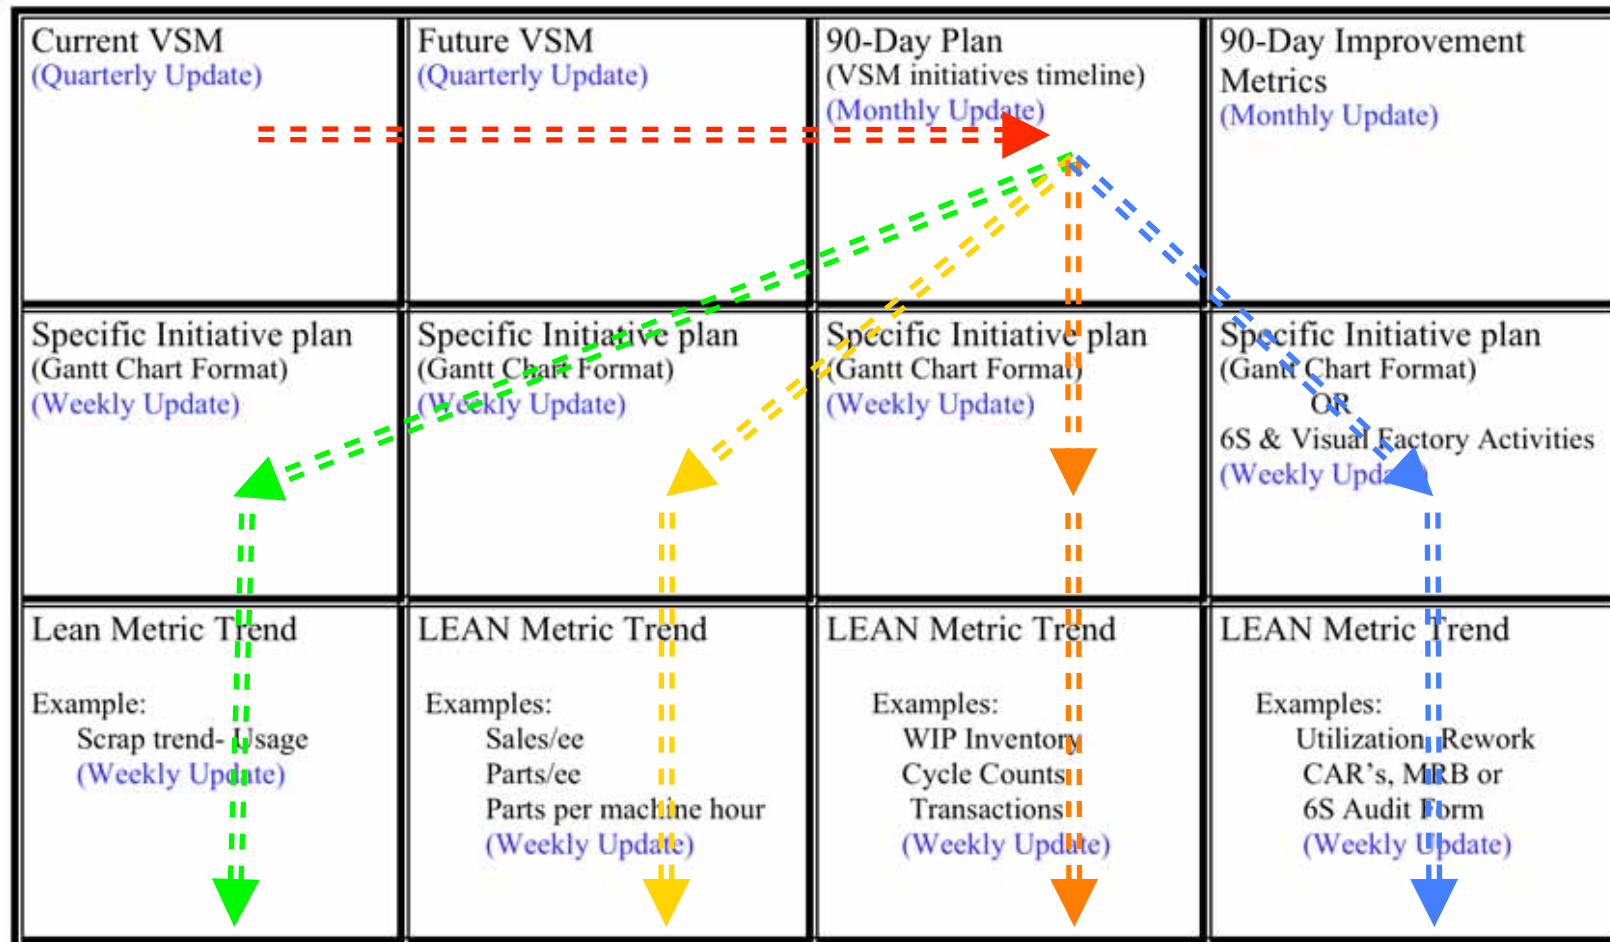 Current VSM
(Quarterly Update)
Future VSM
(Quarterly Update)
90-Day Plan
(VSM initiatives timeline)
(Monthly Update)
90-Day Improvement
Metrics
(Monthly Update)
Specific Initiative plan
(Gantt Chart Format)
(Weekly Update)
Specific Initiative plan
(Gantt Chart Format)
(Weekly Update)
Specific Initiative plan
(Gantt Chart Format)
(Weekly Update)
Specific Initiative plan
(Gantt Chart Format)
OR
6S & Visual Factory Activities
(Weekly Update)
Lean Metric Trend
Example:
Scrap trend- Usage
(Weekly Update)
LEAN Metric Trend
Examples:
Sales/ee
Parts/ee
Parts per machine hour
(Weekly Update)
LEAN Metric Trend
Examples:
WIP Inventory
Cycle Counts
Transactions
(Weekly Update)
LEAN Metric Trend
Examples:
Utilization, Rework
CAR's, MRB or
6S Audit Form
(Weekly Update)